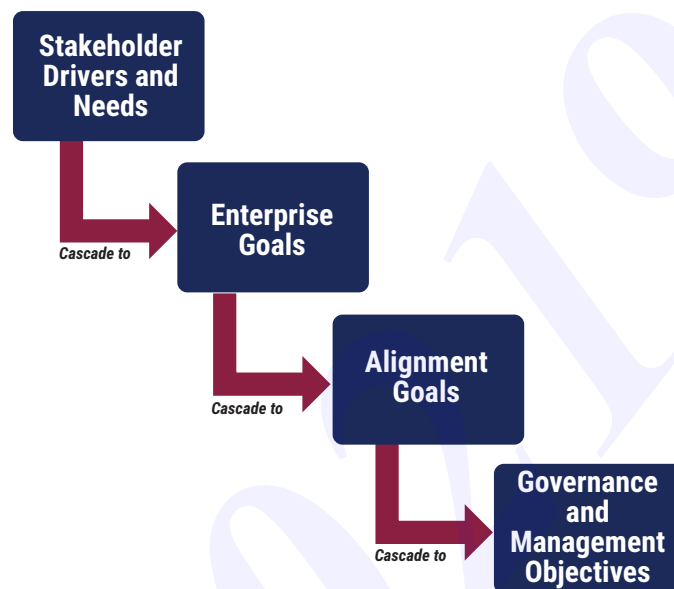 Stakeholder
Drivers and
Needs
Cascade to
Enterprise
Goals
Cascade to
Alignment
Goals
Cascade to
Governance
and
Management
Objectives